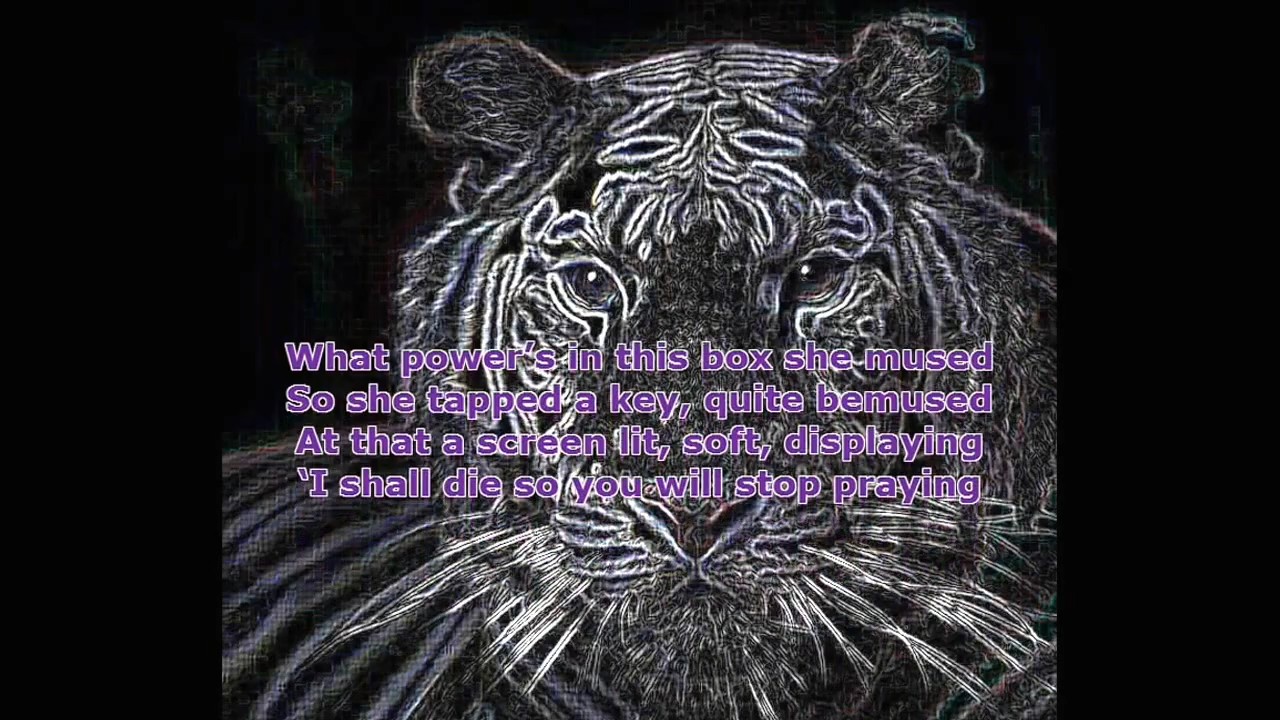 What power’s in this box she mused
So she tapped a key, quite bemused
At that a screen lit, soft, displaying
‘I shall die so you will stop praying